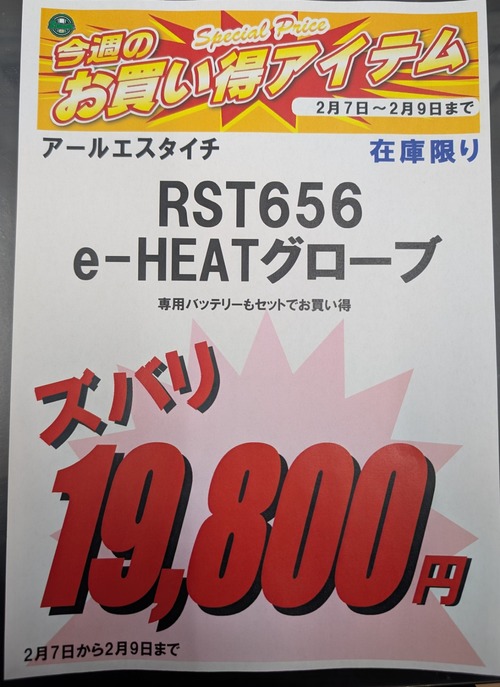 Special Price
今週の
お買い得アイテム
2月7日～2月9日まで
アールエスタイチ
在庫限り
RST656
e-HEATグローブ
専用バッテリーもセットでお買い得
ズバリ
19,800円
2月7日から2月9日まで